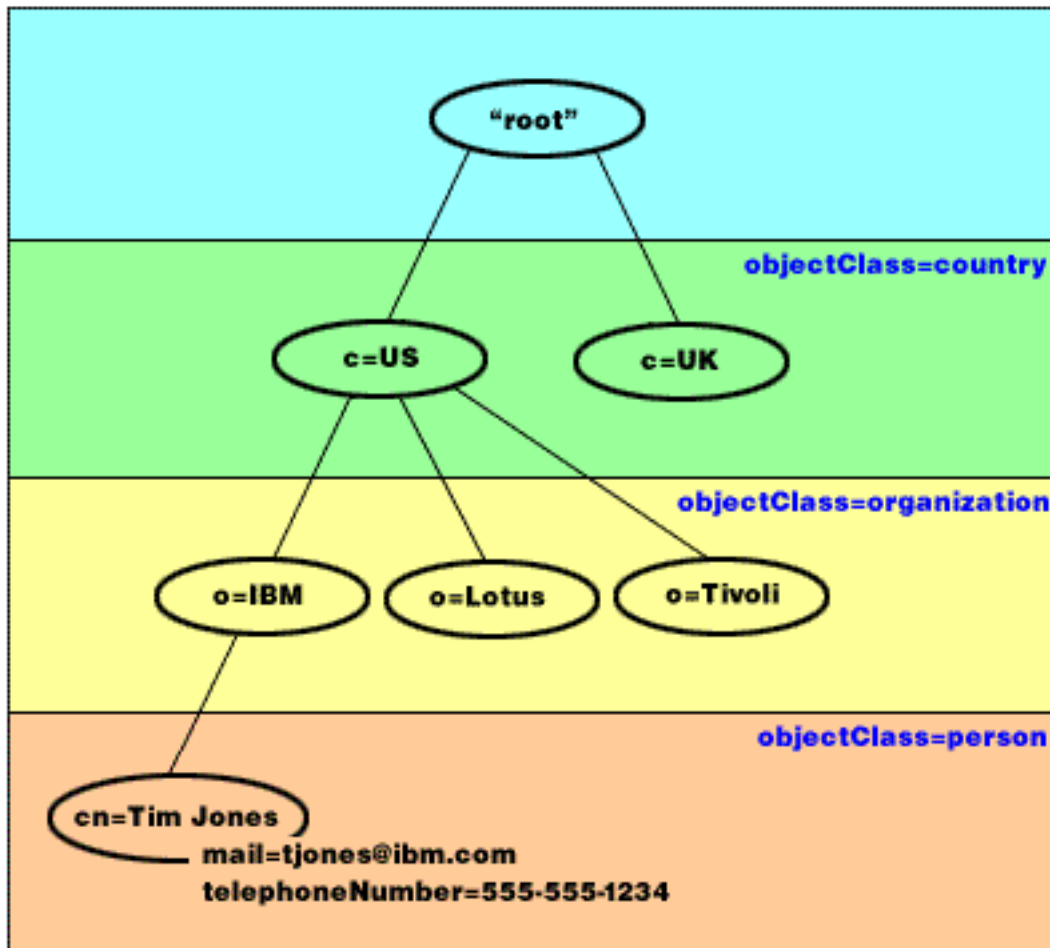 “root”
objectClass=country
c=US
c=UK
objectClass=organization
o=IBM
o=Lotus
o=Tivoli
objectClass=person
cn=Tim Jones
mail=tjones@ibm.com
telephoneNumber=555-555-1234